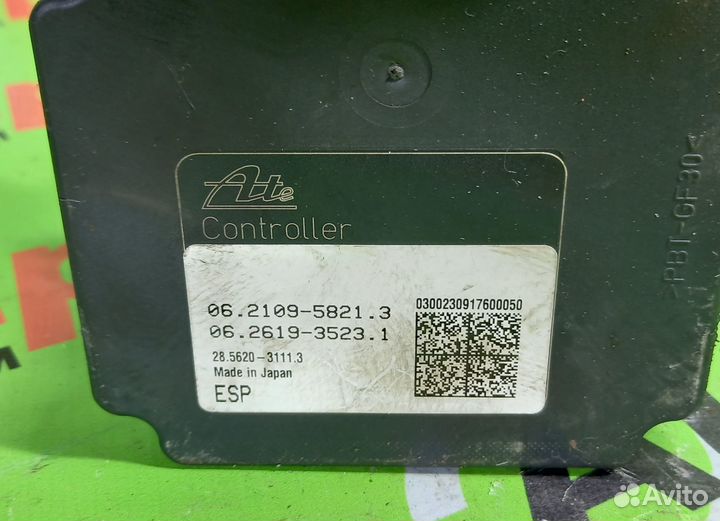 Ate
Controller
06.2109-5821.3
06.2619-3523.1
28.5620-3111.3
Made in Japan
ESP
0300230917600050
>PBT-GF30<
Avito